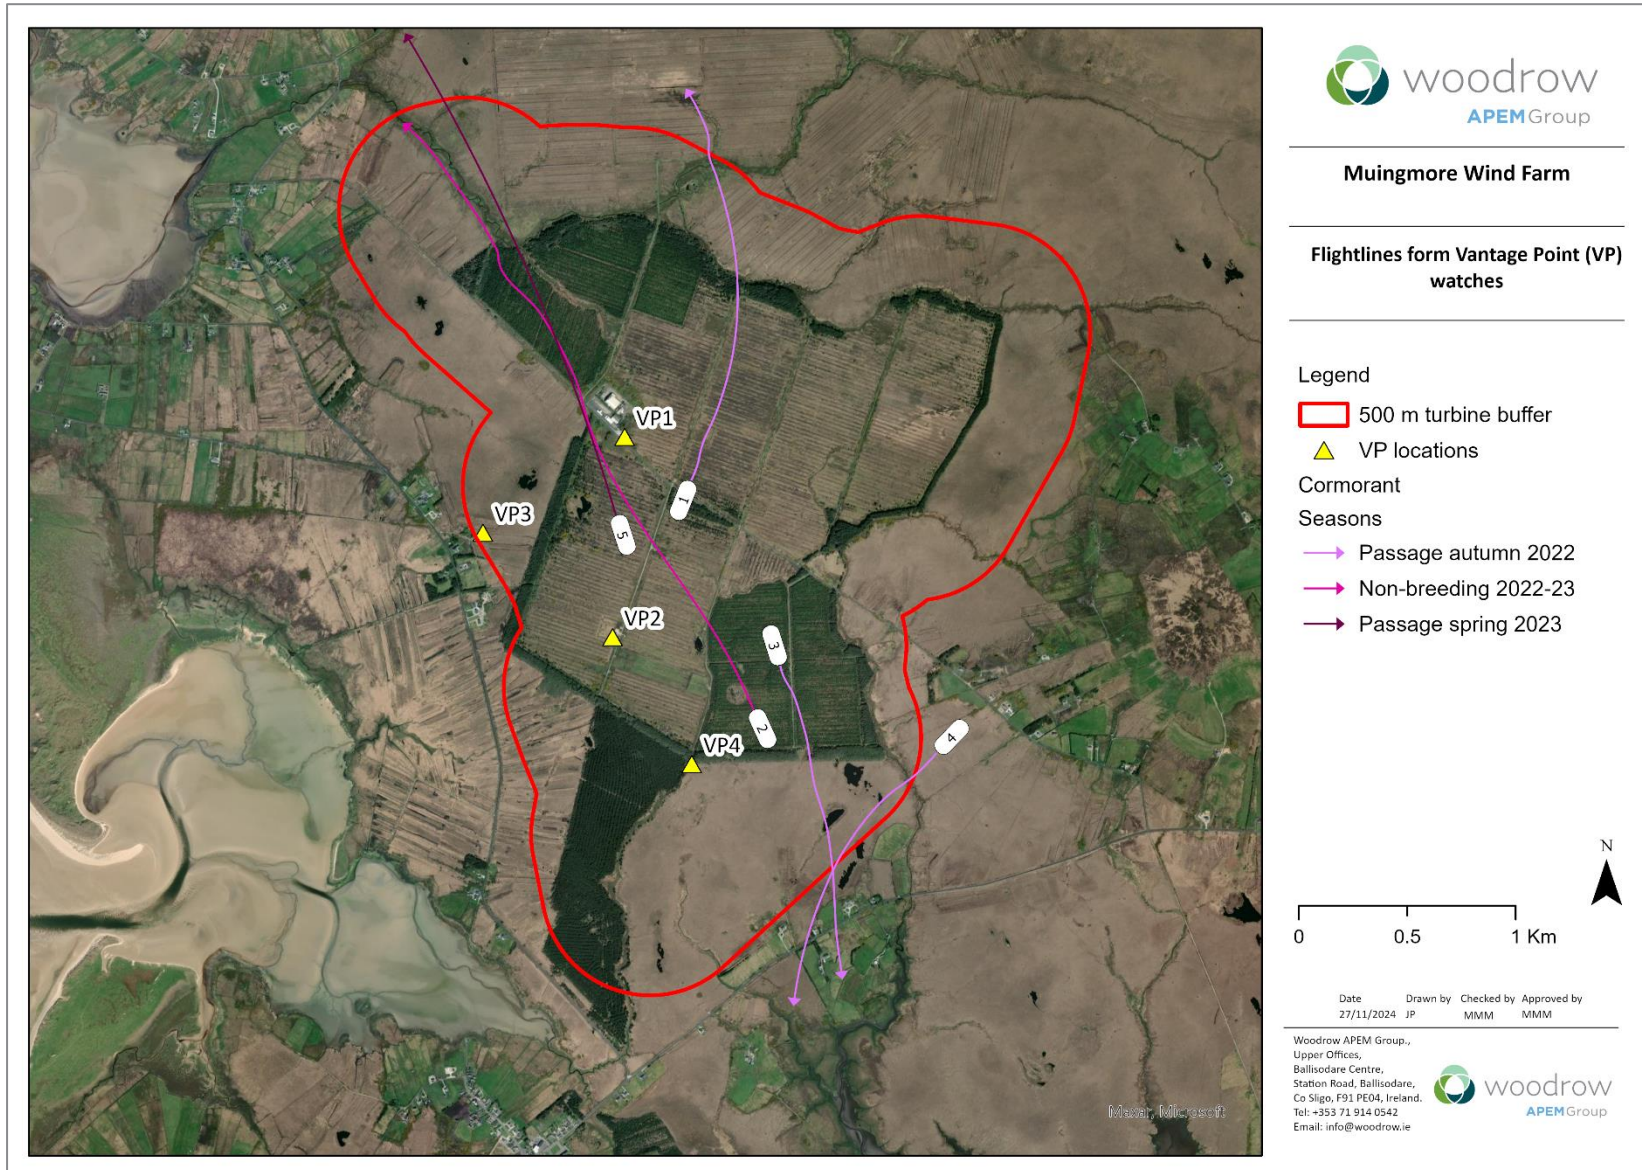 woodrow
APEMGroup
Muingmore Wind Farm
Flightlines form Vantage Point (VP)
watches
Legend
500 m turbine buffer
VP locations
Cormorant
Seasons
Passage autumn 2022
Non-breeding 2022-23
Passage spring 2023
VP1
1
VP3
5
VP2
3
2
4
VP4
N
0 0.5 1 Km
Date Drawn by Checked by Approved by
27/11/2024 JP MMM MMM
Woodrow APEM Group.,
Upper Offices,
Ballisodare Centre,
Station Road, Ballisodare,
Co Sligo, F91 PE04, Ireland.
Tel: +353 71 914 0542
Email: info@woodrow.ie
woodrow
APEMGroup
Maxar, Microsoft